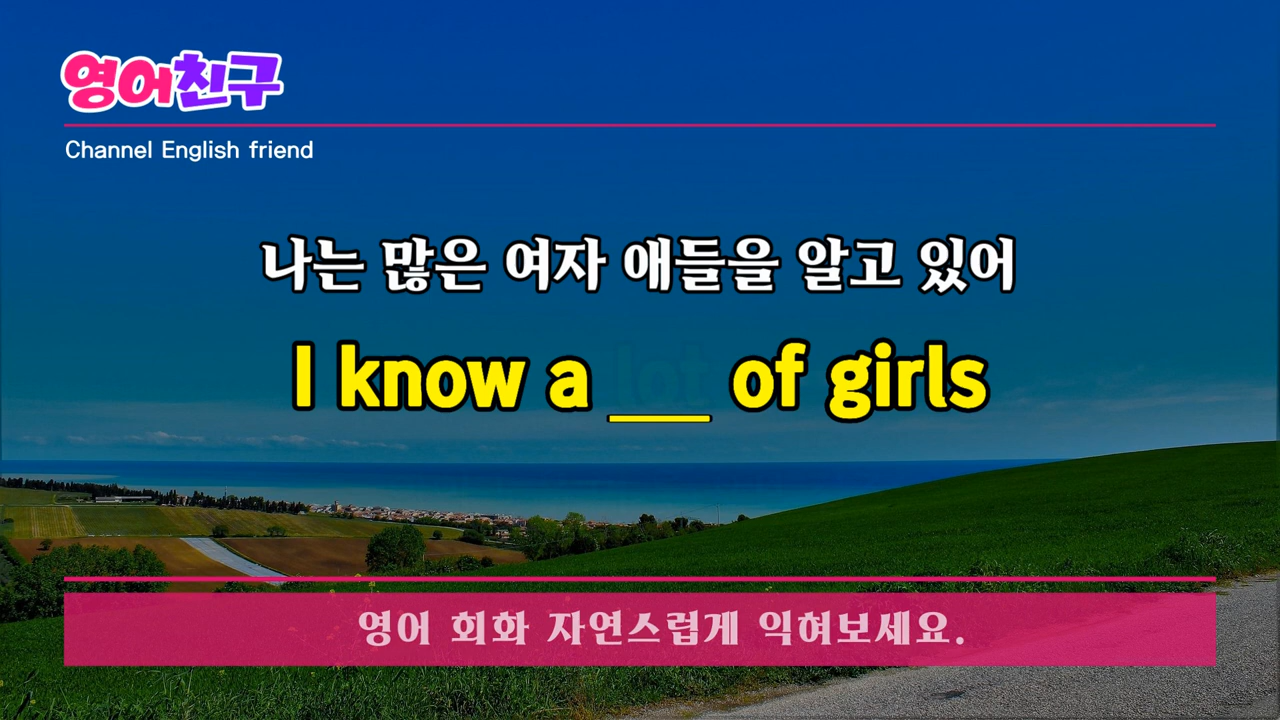 영어친구
Channel English friend
나는 많은 여자 애들을 알고 있어
I know a lot of girls
영어 회화 자연스럽게 익혀보세요.